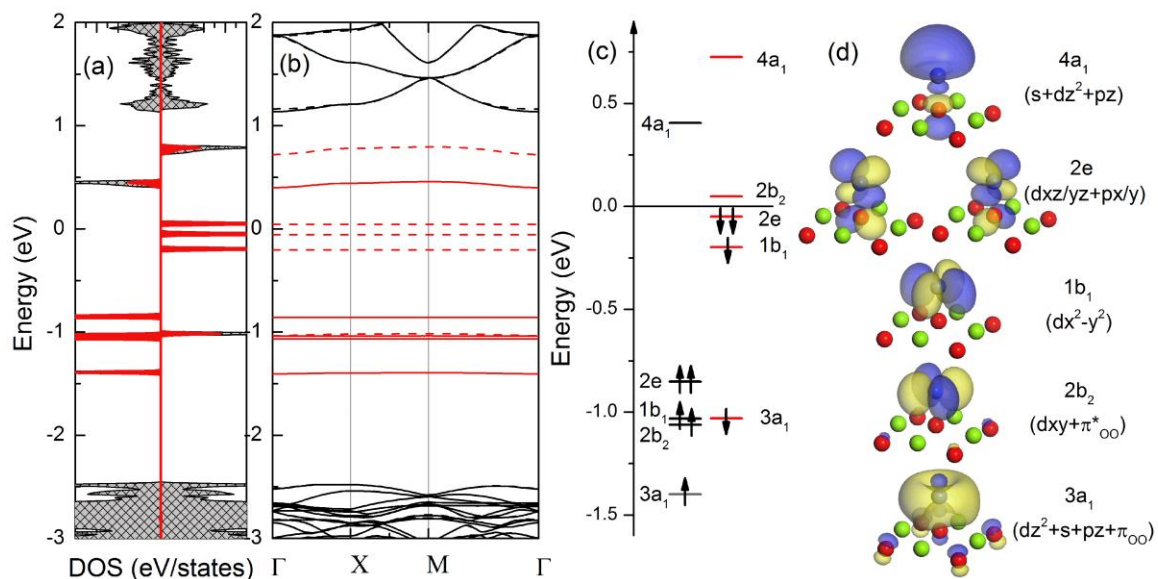 (a)
(b)
(c)
(d)
2
1
0
-1
-2
-3
Energy (eV)
DOS (eV/states)
2
1
0
-1
-2
-3
Γ
X
M
Γ
Energy (eV)
0.5
0.0
-0.5
-1.0
-1.5
4a₁
4a₁
2b₂
2e
1b₁
2e
1b₁
2b₂
3a₁
3a₁
4a₁
(s+dz²+pz)
2e
(dxz/yz+px/y)
1b₁
(dx²-y²)
2b₂
(dxy+π*OO)
3a₁
(dz²+s+pz+πOO)